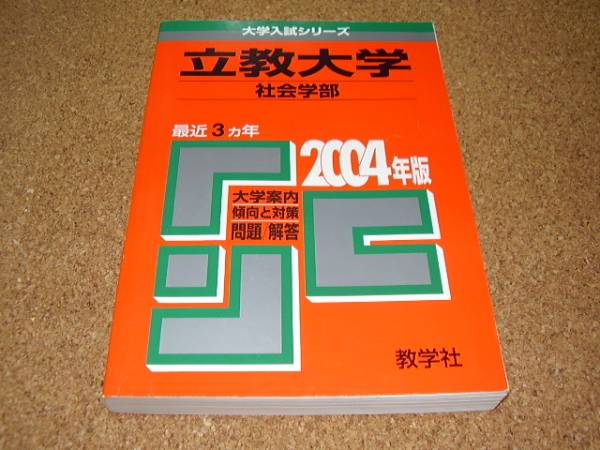 大学入試シリーズ
立教大学
社会学部
最近3ヵ年
2004年版
大学案内
傾向と対策
問題/解答
教学社